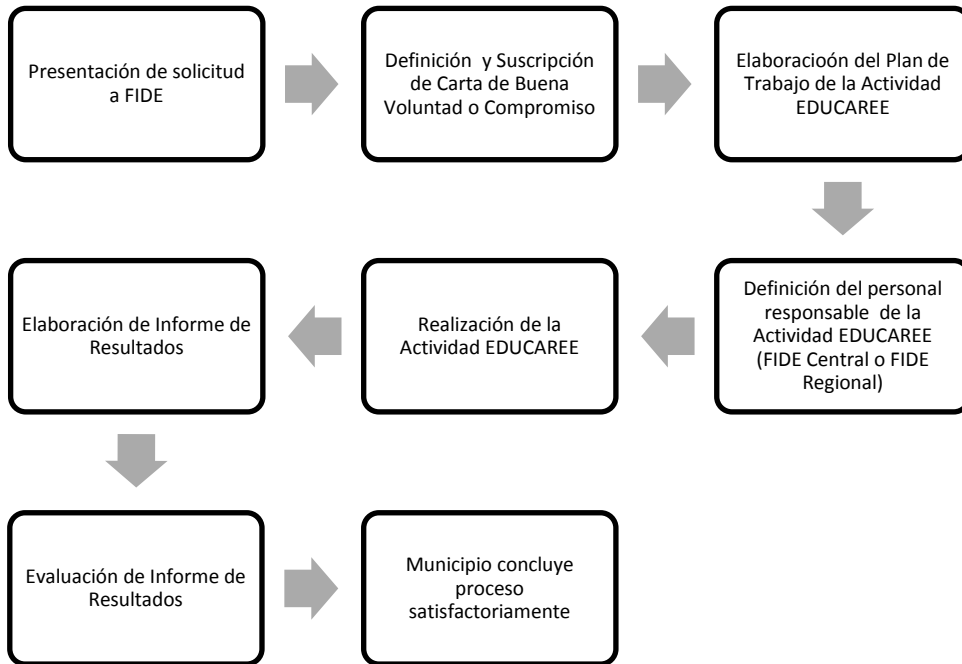 Presentación de solicitud
a FIDE
Definición y Suscripción
de Carta de Buena
Voluntad o Compromiso
Elaboracioón del Plan de
Trabajo de la Actividad
EDUCAREE
Definición del personal
responsable de la
Actividad EDUCAREE
(FIDE Central o FIDE
Regional)
Realización de la
Actividad EDUCAREE
Elaboración de Informe de
Resultados
Evaluación de Informe de
Resultados
Municipio concluye
proceso
satisfactoriamente